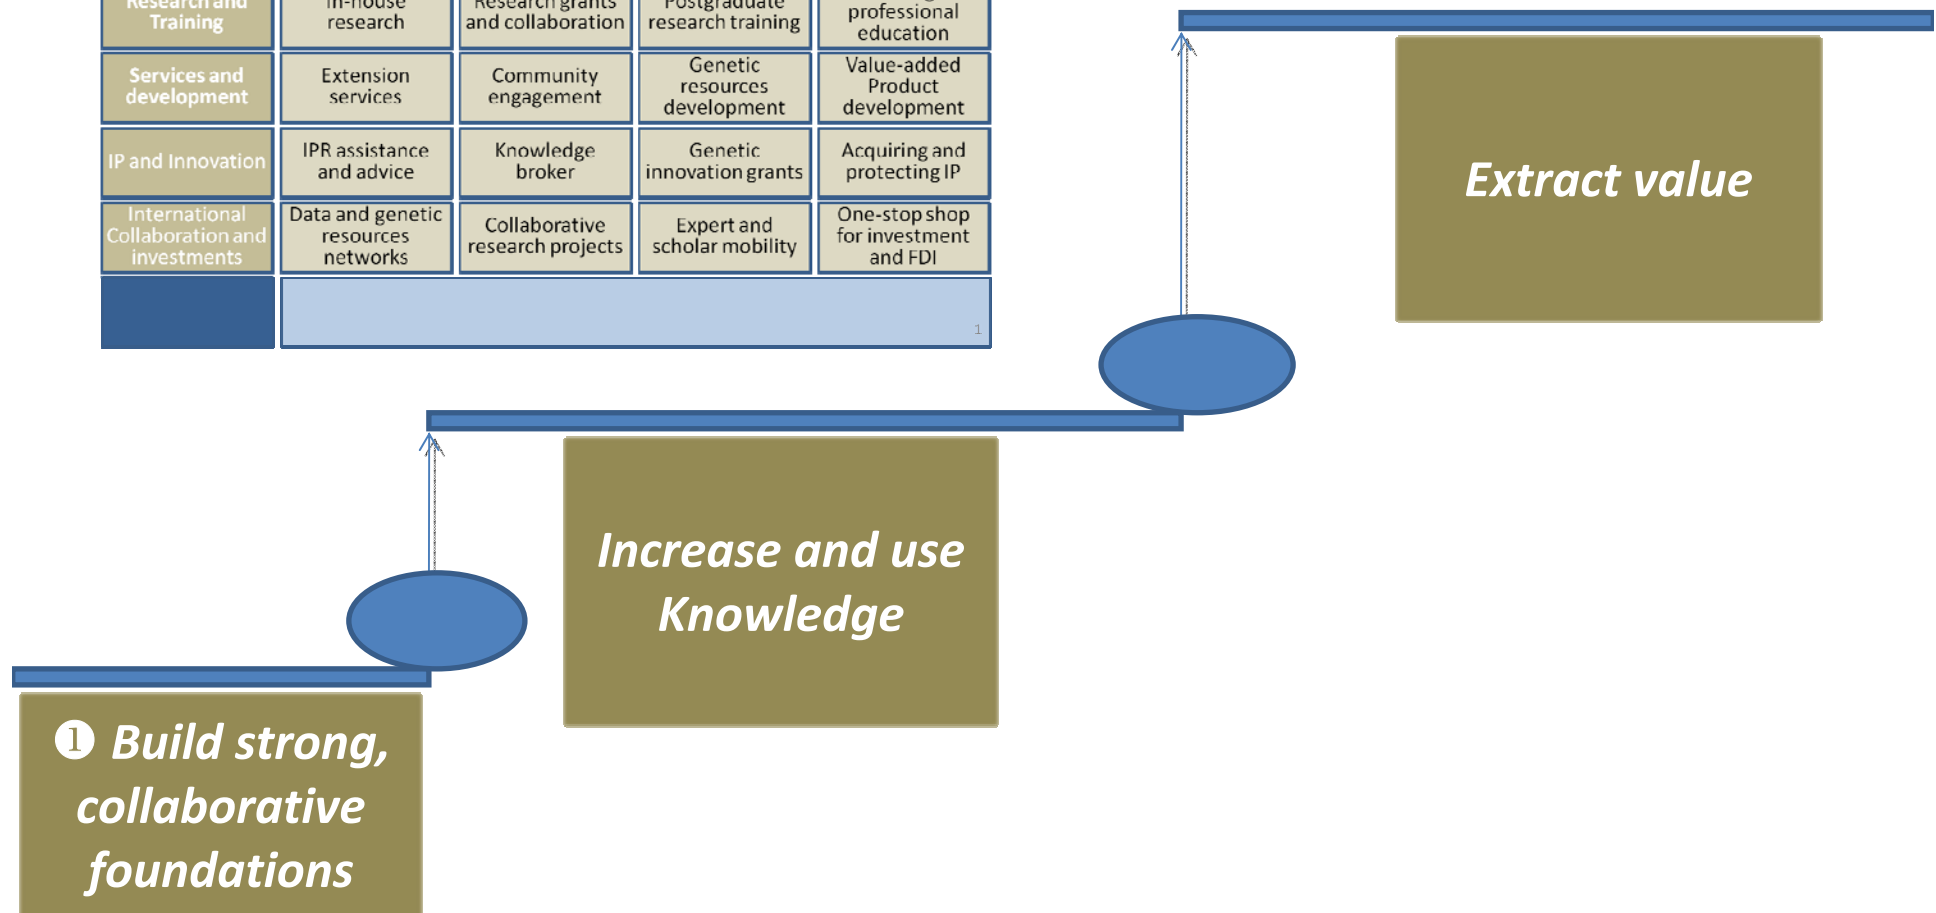 Research and
Training
In-house
research
Research grants
and collaboration
Postgraduate
research training
professional
education
Services and
development
Extension
services
Community
engagement
Genetic
resources
development
Value-added
Product
development
IP and Innovation
IPR assistance
and advice
Knowledge
broker
Genetic
innovation grants
Acquiring and
protecting IP
International
Collaboration and
investments
Data and genetic
resources
networks
Collaborative
research projects
Expert and
scholar mobility
One-stop shop
for investment
and FDI
1
Extract value
Increase and use
Knowledge
❶ Build strong,
collaborative
foundations